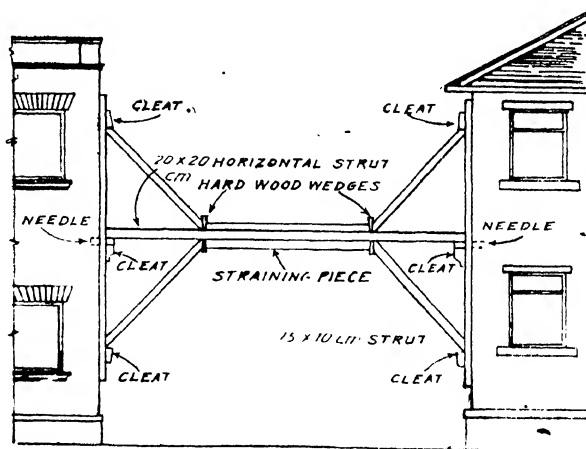 CLEAT
CLEAT
20 X 20 HORIZONTAL STRUT
cm
HARD WOOD WEDGES
NEEDLE
NEEDLE
CLEAT
CLEAT
STRAINING PIECE
15 X 10 cm STRUT
CLEAT
CLEAT